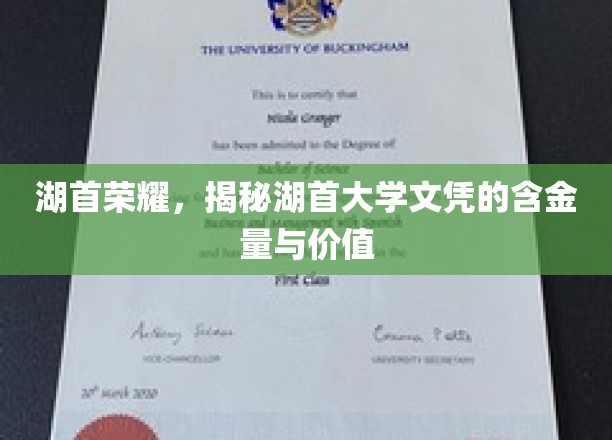 THE UNIVERSITY OF BUCKINGHAM
This is to certify that
Nicola Granger
has been admitted to the Degree of
Bachelor of Science
湖首荣耀，揭秘湖首大学文凭的含金
量与价值
Business and Management with Spanish
First Class
VICE-CHANCELLOR
UNIVERSITY SECRETARY
20th March 2020